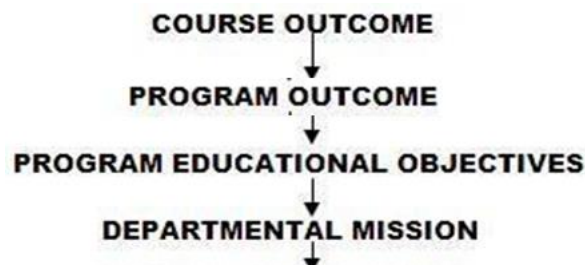 COURSE OUTCOME
PROGRAM OUTCOME
PROGRAM EDUCATIONAL OBJECTIVES
DEPARTMENTAL MISSION